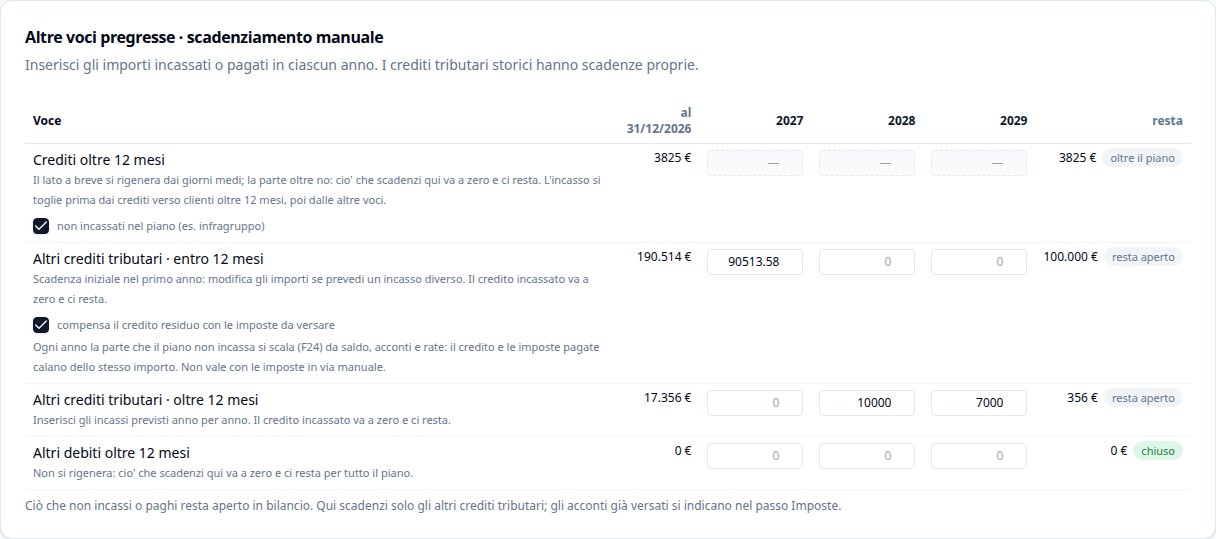 Altre voci pregresse · scadenziamento manuale
Inserisci gli importi incassati o pagati in ciascun anno. I crediti tributari storici hanno scadenze proprie.
Voce al 31/12/2026 2027 2028 2029 resta
Crediti oltre 12 mesi 3825 € — — — 3825 € oltre il piano
Il lato a breve si rigenera dai giorni medi; la parte oltre no: cio' che scadenzi qui va a zero e ci resta. L'incasso si
toglie prima dai crediti verso clienti oltre 12 mesi, poi dalle altre voci.
non incassati nel piano (es. infragruppo)
Altri crediti tributari · entro 12 mesi 190.514 € 90513.58 0 0 100.000 € resta aperto
Scadenza iniziale nel primo anno: modifica gli importi se prevedi un incasso diverso. Il credito incassato va a
zero e ci resta.
compensa il credito residuo con le imposte da versare
Ogni anno la parte che il piano non incassa si scala (F24) da saldo, acconti e rate: il credito e le imposte pagate
calano dello stesso importo. Non vale con le imposte in via manuale.
Altri crediti tributari · oltre 12 mesi 17.356 € 0 10000 7000 356 € resta aperto
Inserisci gli incassi previsti anno per anno. Il credito incassato va a zero e ci resta.
Altri debiti oltre 12 mesi 0 € 0 0 0 0 € chiuso
Non si rigenera: cio' che scadenzi qui va a zero e ci resta per tutto il piano.
Ciò che non incassi o paghi resta aperto in bilancio. Qui scadenzi solo gli altri crediti tributari; gli acconti già versati si indicano nel passo Imposte.